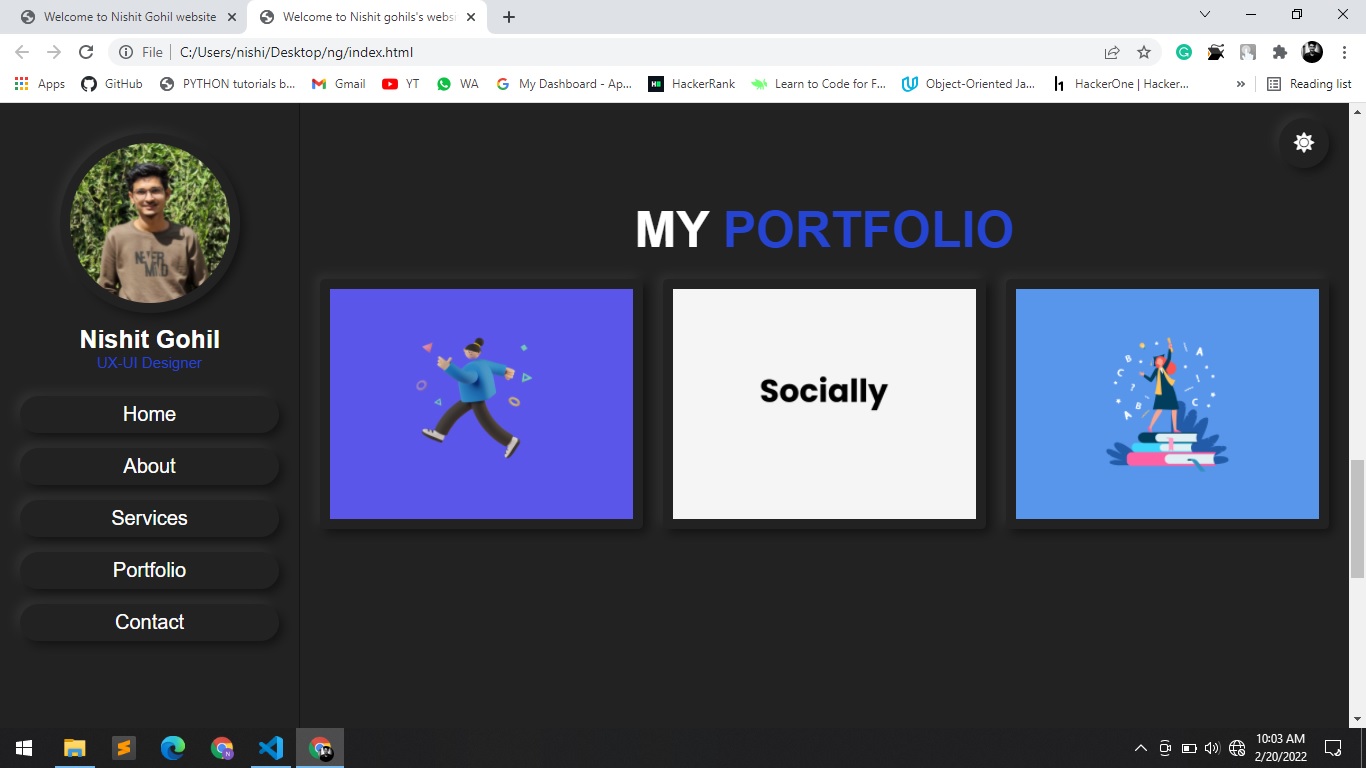 Welcome to Nishit Gohil website
Welcome to Nishit gohils's websi
File
C:/Users/nishi/Desktop/ng/index.html
Apps
GitHub
PYTHON tutorials b...
Gmail
YT
WA
My Dashboard - Ap...
HackerRank
Learn to Code for F...
Object-Oriented Ja...
HackerOne | Hacker...
»
Reading list
NEVER
MIND
Nishit Gohil
UX-UI Designer
Home
About
Services
Portfolio
Contact
MY PORTFOLIO
Socially
B
A
C
T
I
I
A
B
C
10:03 AM
2/20/2022